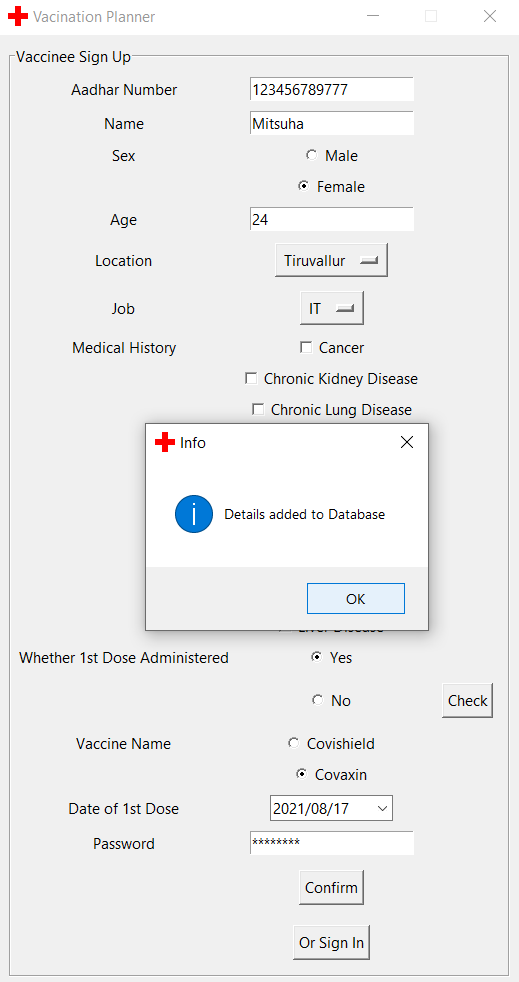 Vacination Planner
Vaccinee Sign Up
Aadhar Number 123456789777
Name Mitsuha
Sex Male
Female
Age 24
Location Tiruvallur
Job IT
Medical History Cancer
Chronic Kidney Disease
Chronic Lung Disease
Info
Details added to Database
OK
Liver Disease
Whether 1st Dose Administered Yes
No Check
Vaccine Name Covishield
Covaxin
Date of 1st Dose 2021/08/17
Password ********
Confirm
Or Sign In